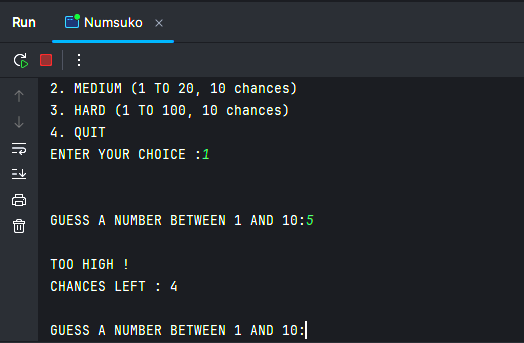 Run Numsuko
2. MEDIUM (1 TO 20, 10 chances)
3. HARD (1 TO 100, 10 chances)
4. QUIT
ENTER YOUR CHOICE :1
GUESS A NUMBER BETWEEN 1 AND 10:5
TOO HIGH !
CHANCES LEFT : 4
GUESS A NUMBER BETWEEN 1 AND 10: